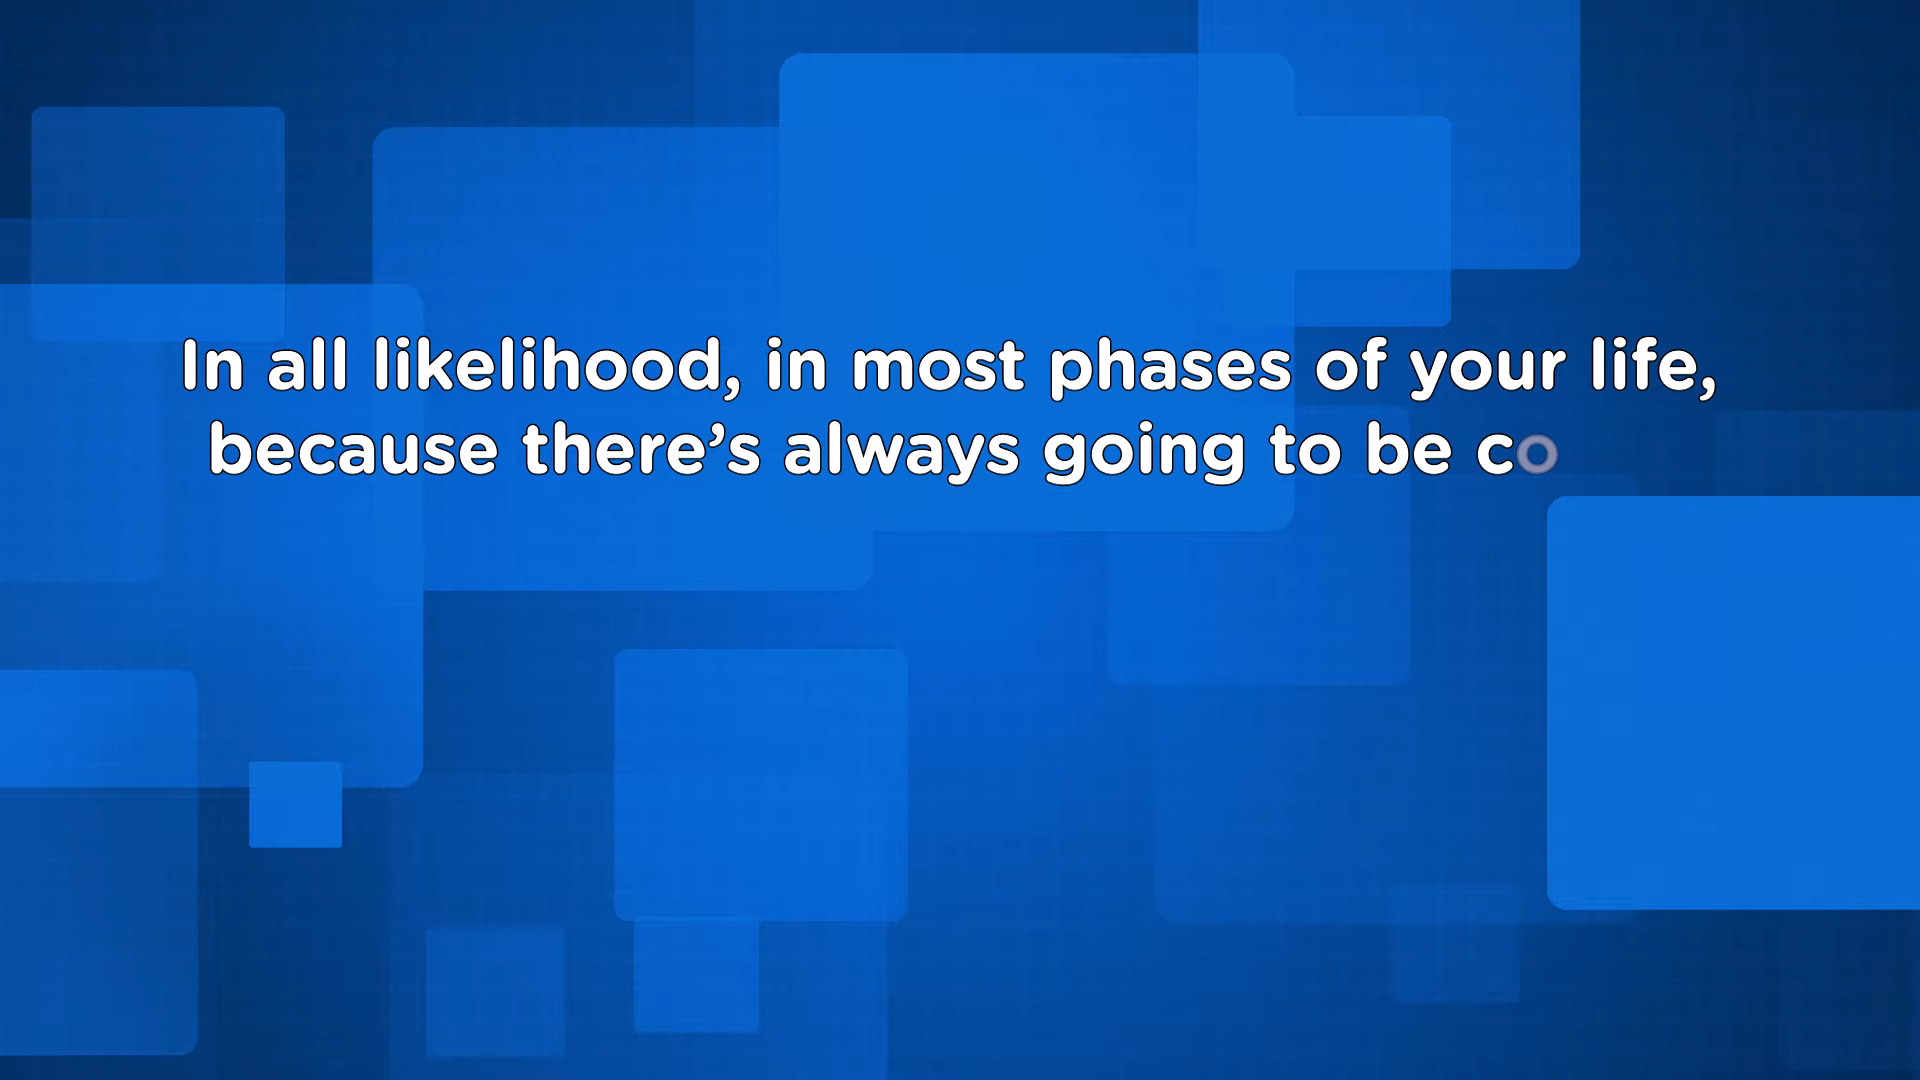 In all likelihood, in most phases of your life,
because there’s always going to be co